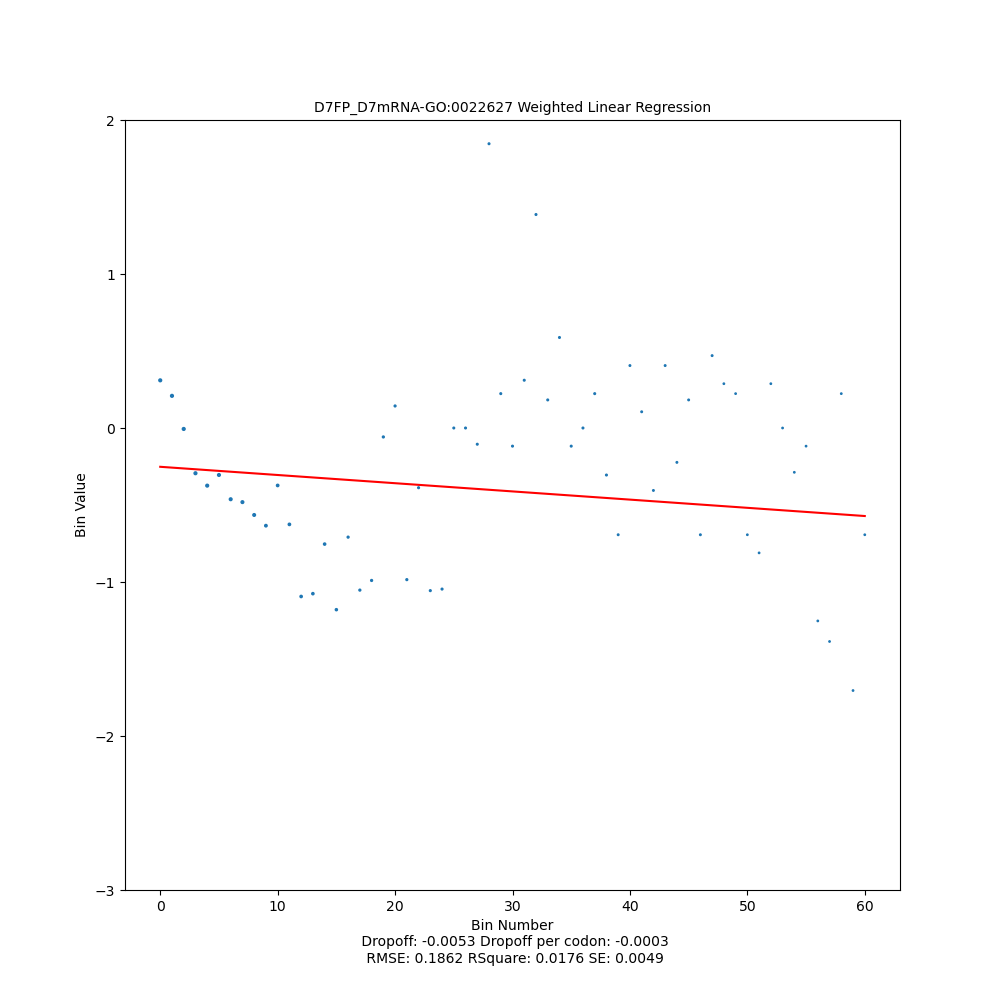 D7FP_D7mRNA-GO:0022627 Weighted Linear Regression
2
1
0
−1
−2
−3
Bin Value
0 10 20 30 40 50 60
Bin Number
Dropoff: -0.0053 Dropoff per codon: -0.0003
RMSE: 0.1862 RSquare: 0.0176 SE: 0.0049